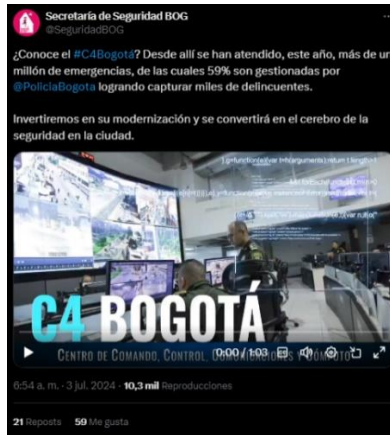 Secretaría de Seguridad BOG
@SeguridadBOG
¿Conoce el #C4Bogotá? Desde allí se han atendido, este año, más de un
millón de emergencias, de las cuales 59% son gestionadas por
@PoliciaBogota logrando capturar miles de delincuentes.
Invertiremos en su modernización y se convertirá en el cerebro de la
seguridad en la ciudad.
C4 BOGOTÁ
CENTRO DE COMANDO, CONTROL, COMUNICACIONES Y CÓMPUTO
0:00 / 1:03
6:54 a. m. · 3 jul. 2024 · 10,3 mil Reproducciones
21 Reposts 59 Me gusta